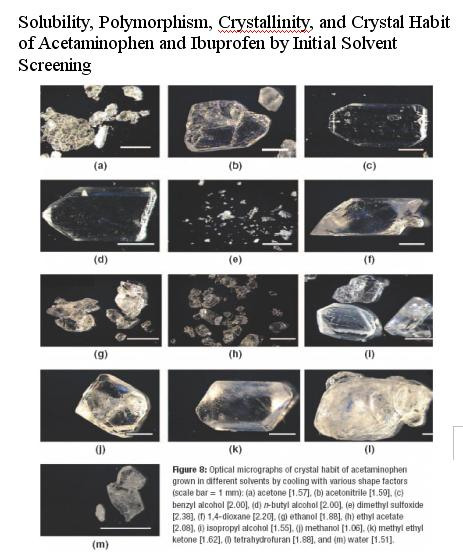 Solubility, Polymorphism, Crystallinity, and Crystal Habit
of Acetaminophen and Ibuprofen by Initial Solvent
Screening
(a)
(b)
(c)
(d)
(e)
(f)
(g)
(h)
(i)
(j)
(k)
(l)
(m)
Figure 8: Optical micrographs of crystal habit of acetaminophen
grown in different solvents by cooling with various shape factors
(scale bar = 1 mm): (a) acetone [1.57], (b) acetonitrile [1.59], (c)
benzyl alcohol [2.00], (d) n-butyl alcohol [2.00], (e) dimethyl sulfoxide
[2.38], (f) 1,4-dioxane [2.20], (g) ethanol [1.88], (h) ethyl acetate
[2.08], (i) isopropyl alcohol [1.55], (j) methanol [1.06], (k) methyl ethyl
ketone [1.62], (l) tetrahydrofuran [1.88], and (m) water [1.51].